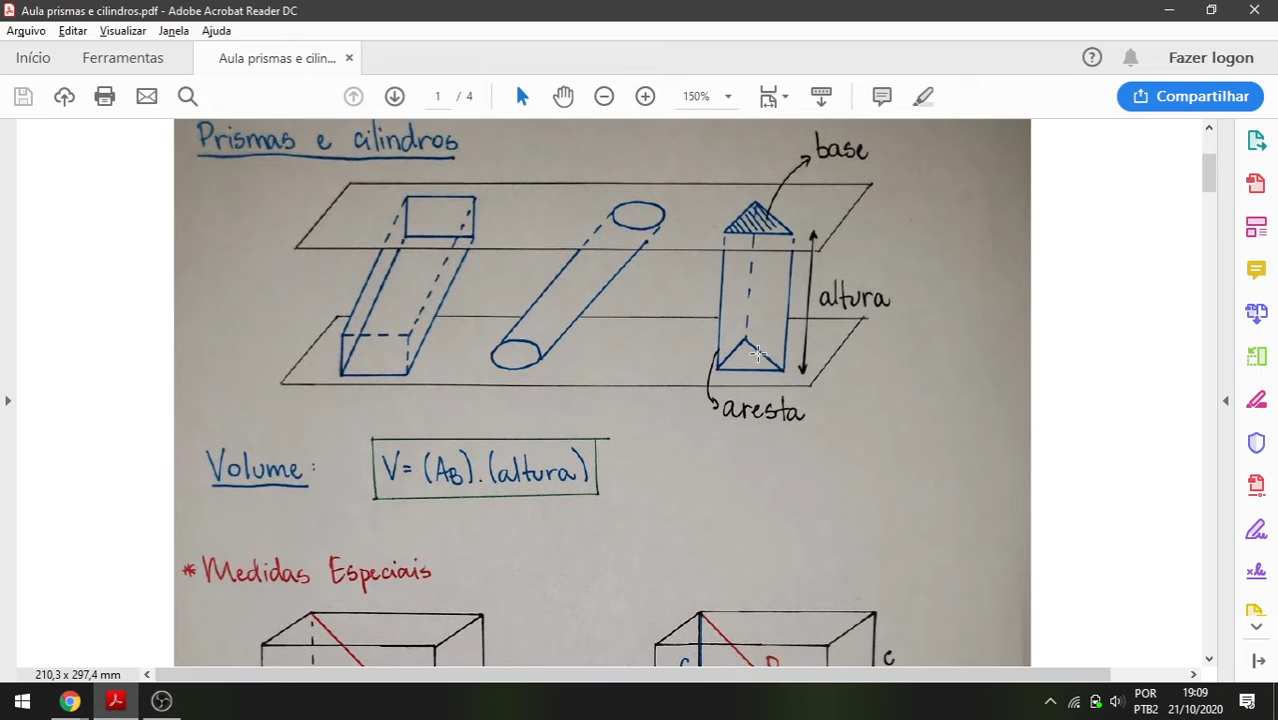 Aula prismas e cilindros.pdf - Adobe Acrobat Reader DC
Arquivo Editar Visualizar Janela Ajuda
Início Ferramentas Aula prismas e cilin... × Fazer logon
1 / 4 150% Compartilhar
Prismas e cilindros
base
altura
aresta
Volume: V= (AB).(altura)
* Medidas Especiais
C D C
210,3 x 297,4 mm
POR 19:09
PTB2 21/10/2020